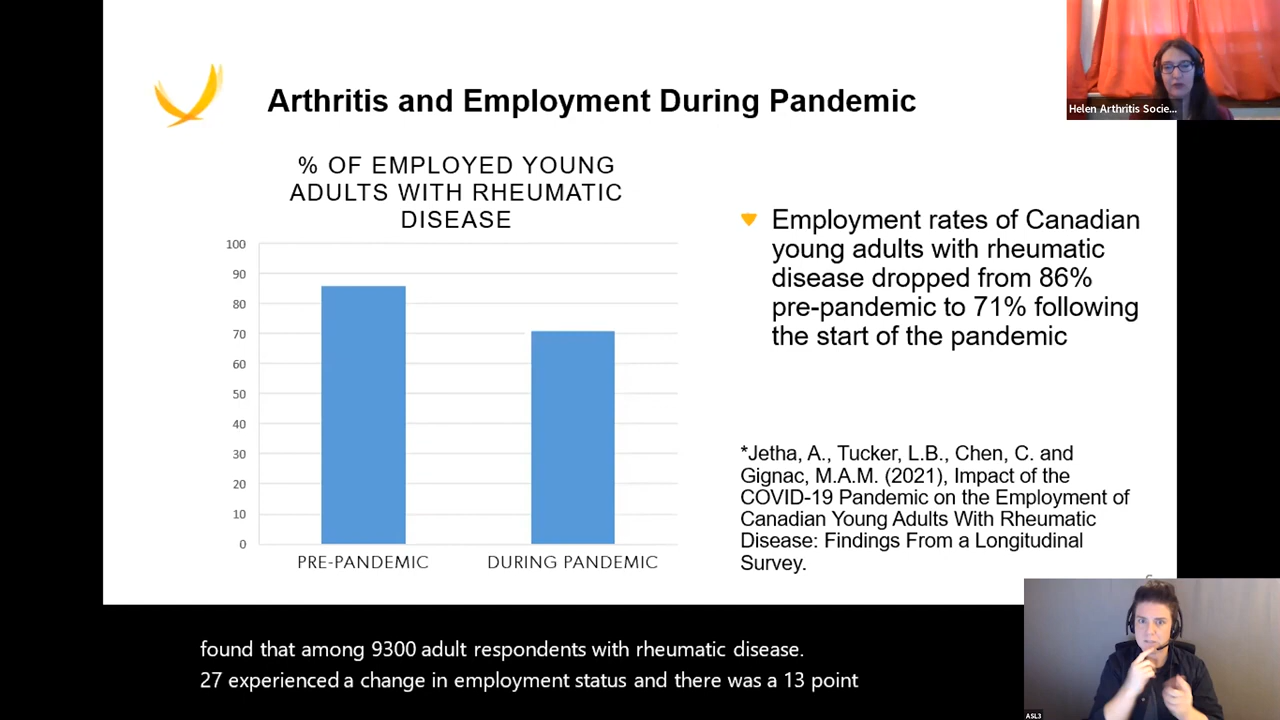 Arthritis and Employment During Pandemic
Helen Arthritis Socie...
% OF EMPLOYED YOUNG
ADULTS WITH RHEUMATIC
DISEASE
100
90
80
70
60
50
40
30
20
10
0
PRE-PANDEMIC
DURING PANDEMIC
Employment rates of Canadian
young adults with rheumatic
disease dropped from 86%
pre-pandemic to 71% following
the start of the pandemic
*Jetha, A., Tucker, L.B., Chen, C. and
Gignac, M.A.M. (2021), Impact of the
COVID-19 Pandemic on the Employment of
Canadian Young Adults With Rheumatic
Disease: Findings From a Longitudinal
Survey.
found that among 9300 adult respondents with rheumatic disease.
27 experienced a change in employment status and there was a 13 point
ASL3